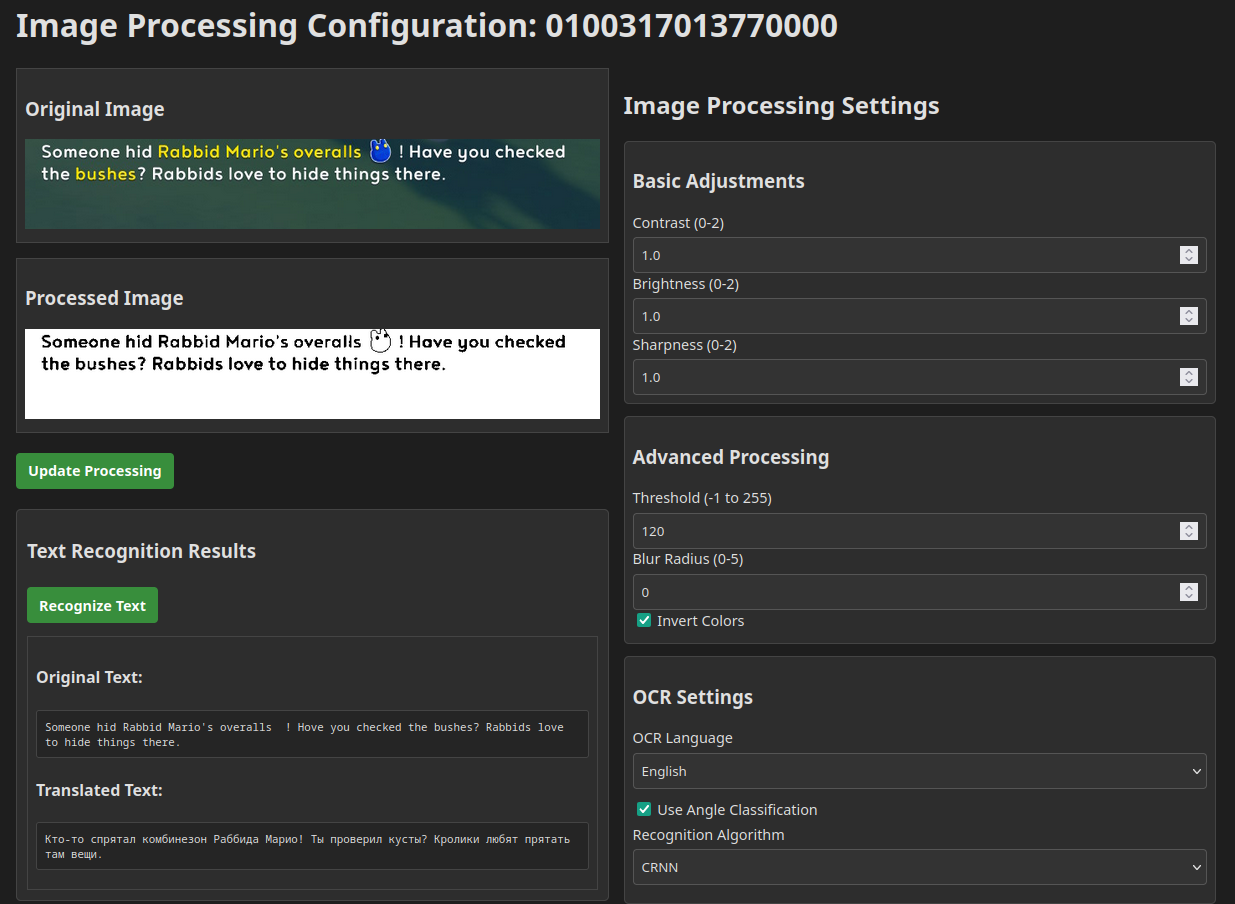 Image Processing Configuration: 0100317013770000
Original Image
Someone hid Rabbid Mario's overalls ! Have you checked
the bushes? Rabbids love to hide things there.
Processed Image
Someone hid Rabbid Mario's overalls ! Have you checked
the bushes? Rabbids love to hide things there.
Update Processing
Text Recognition Results
Recognize Text
Original Text:
Someone hid Rabbid Mario's overalls  ! Hove you checked the bushes? Rabbids love
to hide things there.
Translated Text:
Кто-то спрятал комбинезон Раббида Марио! Ты проверил кусты? Кролики любят прятать
там вещи.
Image Processing Settings
Basic Adjustments
Contrast (0-2)
1.0
Brightness (0-2)
1.0
Sharpness (0-2)
1.0
Advanced Processing
Threshold (-1 to 255)
120
Blur Radius (0-5)
0
Invert Colors
OCR Settings
OCR Language
English
Use Angle Classification
Recognition Algorithm
CRNN